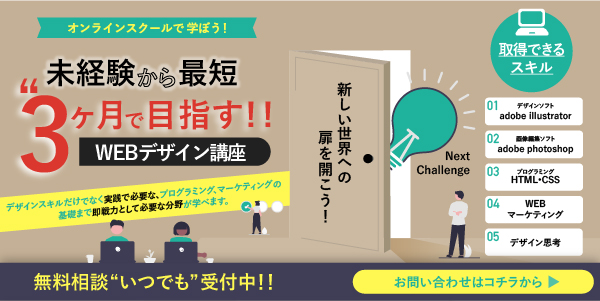 オンラインスクールで学ぼう!
未経験から最短
“3ヶ月で目指す!!
WEBデザイン講座
デザインスキルだけでなく実践で必要な、プログラミング、マーケティングの
基礎まで即戦力として必要な分野が学べます。
新しい世界への
扉を開こう!
Next
Challenge
取得できる
スキル
01 デザインソフト
adobe illustrator
02 画像編集ソフト
adobe photoshop
03 プログラミング
HTML・CSS
04 WEB
マーケティング
05 デザイン思考
無料相談“いつでも”受付中!!
お問い合わせはコチラから ▶